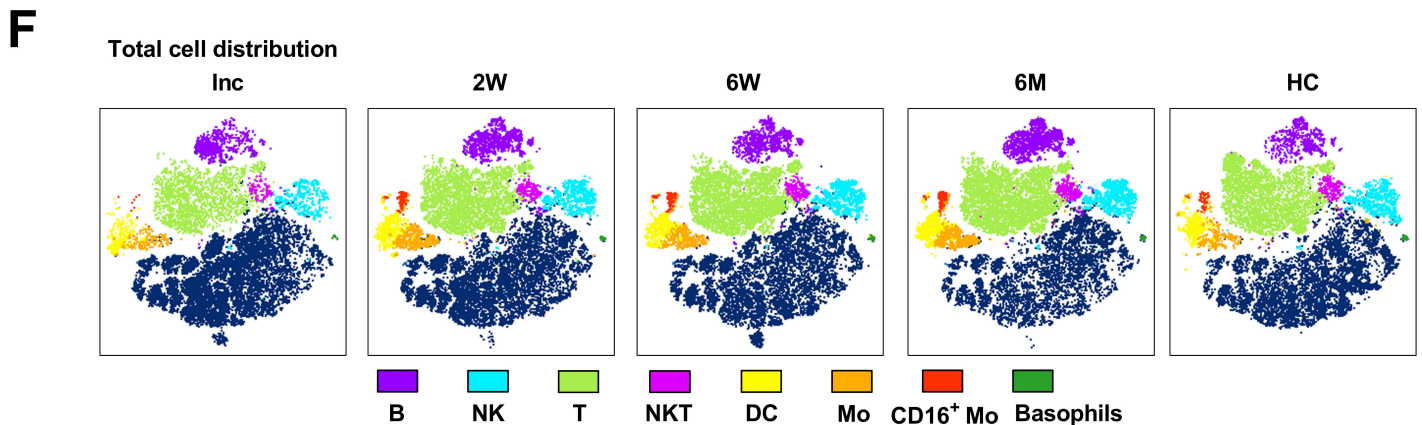 F
Total cell distribution
Inc 2W 6W 6M HC
B NK T NKT DC Mo CD16⁺ Mo Basophils